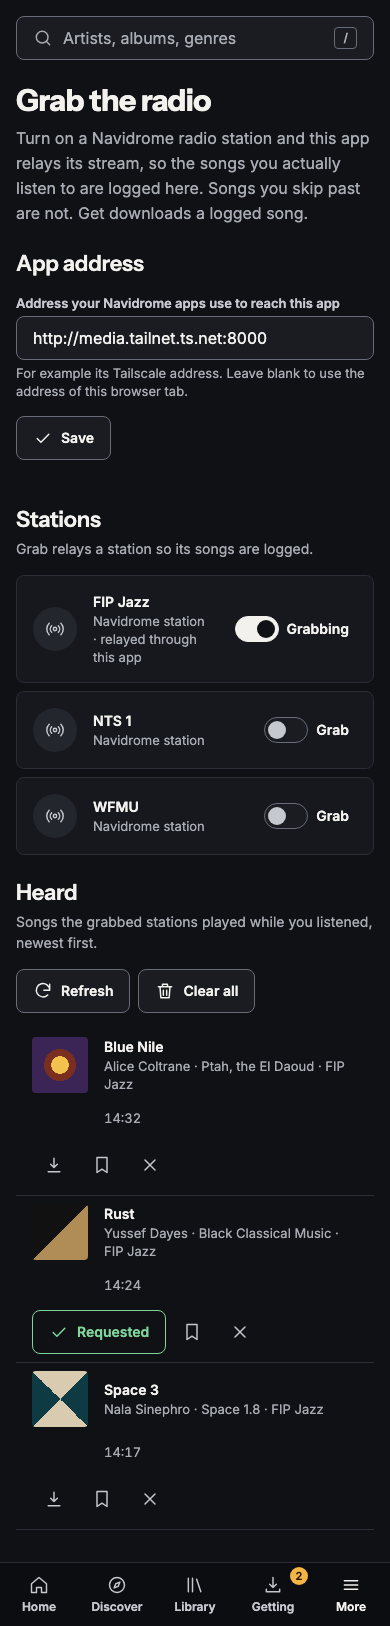 Artists, albums, genres
/
Grab the radio
Turn on a Navidrome radio station and this app
relays its stream, so the songs you actually
listen to are logged here. Songs you skip past
are not. Get downloads a logged song.
App address
Address your Navidrome apps use to reach this app
http://media.tailnet.ts.net:8000
For example its Tailscale address. Leave blank to use the
address of this browser tab.
Save
Stations
Grab relays a station so its songs are logged.
FIP Jazz
Navidrome station
· relayed through
this app
Grabbing
NTS 1
Navidrome station
Grab
WFMU
Navidrome station
Grab
Heard
Songs the grabbed stations played while you listened,
newest first.
Refresh
Clear all
Blue Nile
Alice Coltrane · Ptah, the El Daoud · FIP
Jazz
14:32
Rust
Yussef Dayes · Black Classical Music ·
FIP Jazz
14:24
Requested
Space 3
Nala Sinephro · Space 1.8 · FIP Jazz
14:17
2
Home
Discover
Library
Getting
More